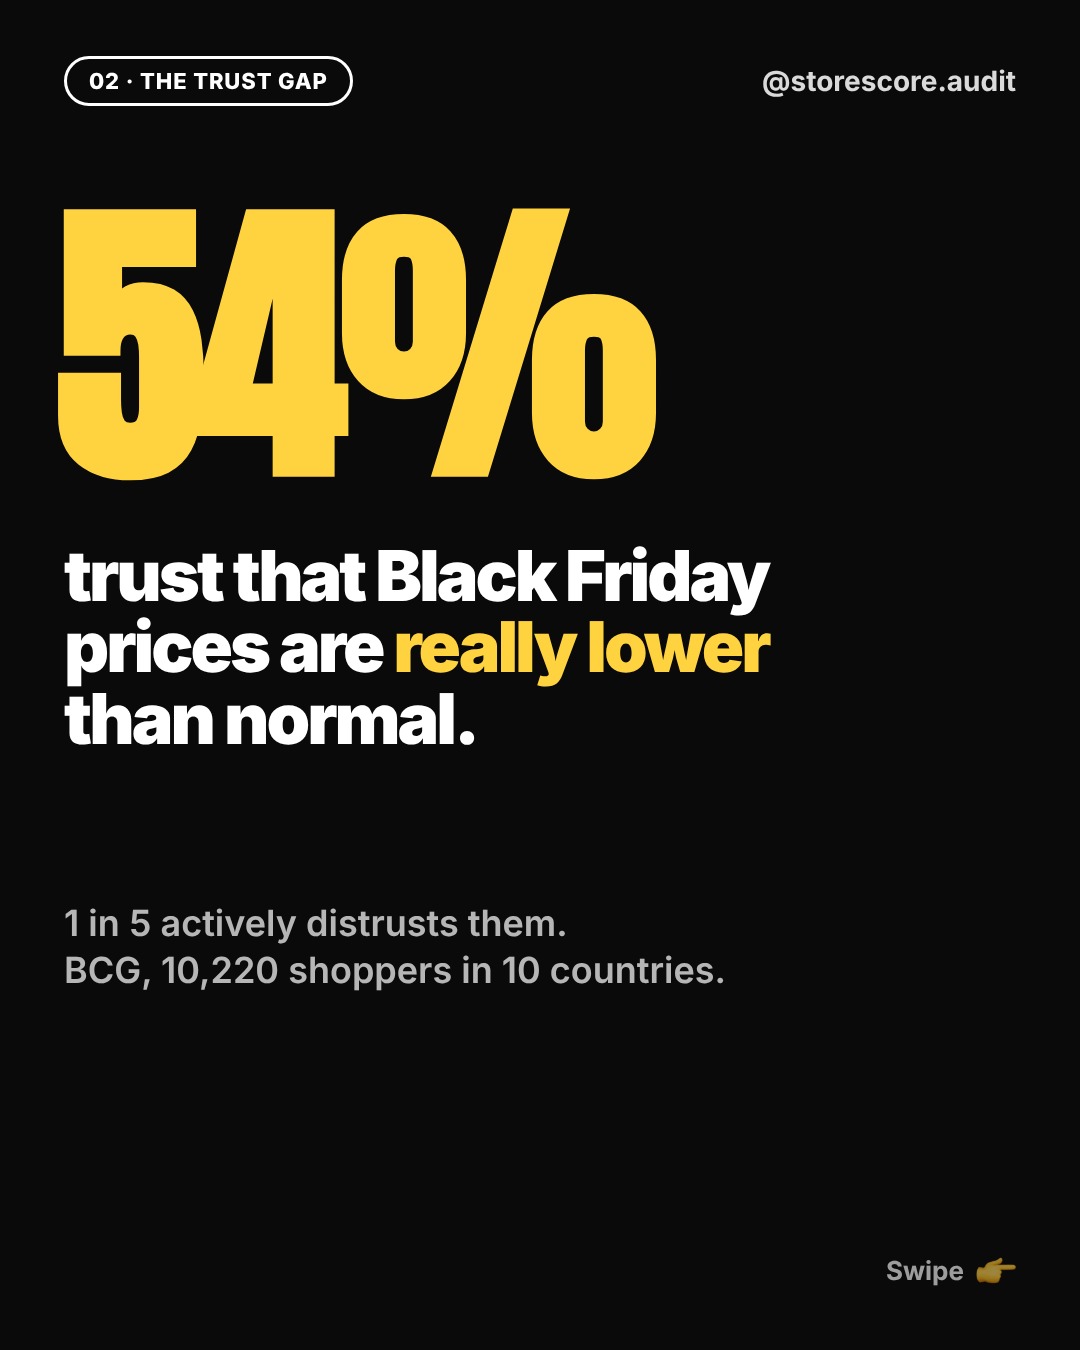 02 · THE TRUST GAP
@storescore.audit
54%
trust that Black Friday
prices are really lower
than normal.
1 in 5 actively distrusts them.
BCG, 10,220 shoppers in 10 countries.
Swipe 👉